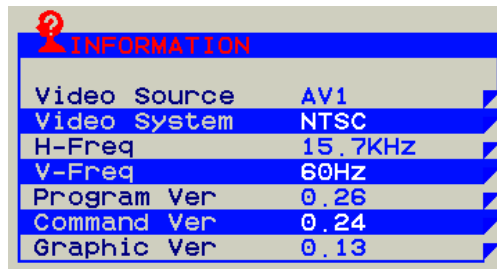 ?
INFORMATION
Video Source AV1
Video System NTSC
H-Freq 15.7KHz
V-Freq 60Hz
Program Ver 0.26
Command Ver 0.24
Graphic Ver 0.13